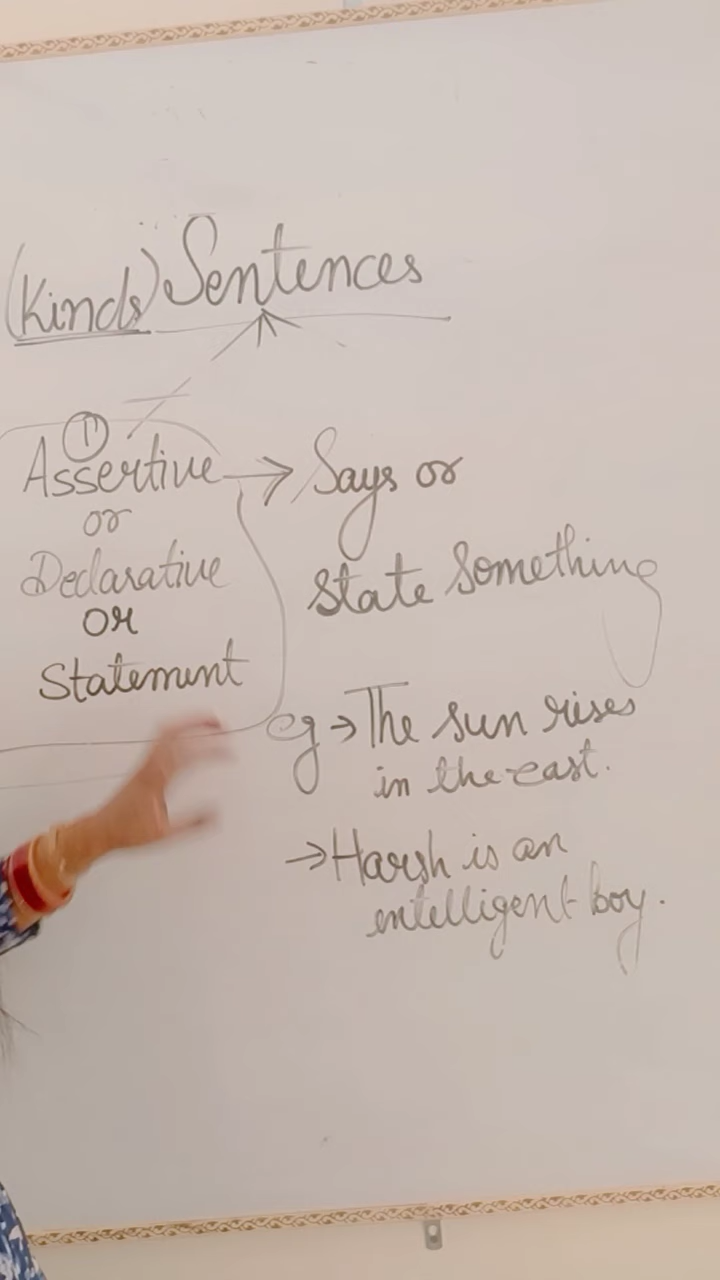 (Kinds) Sentences
①
Assertive → Says or
or
Declarative
state something
OR
Statement
eg → The sun rises
in the east.
→ Harsh is an
intelligent boy.